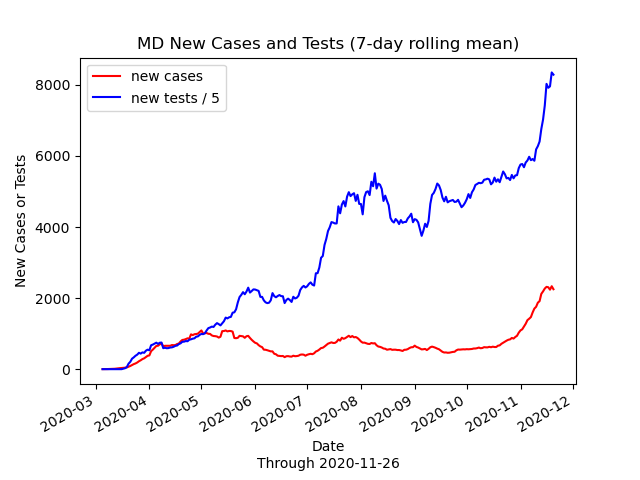 MD New Cases and Tests (7-day rolling mean)
new cases
new tests / 5
New Cases or Tests
8000
6000
4000
2000
0
2020-03
2020-04
2020-05
2020-06
2020-07
2020-08
2020-09
2020-10
2020-11
2020-12
Date
Through 2020-11-26